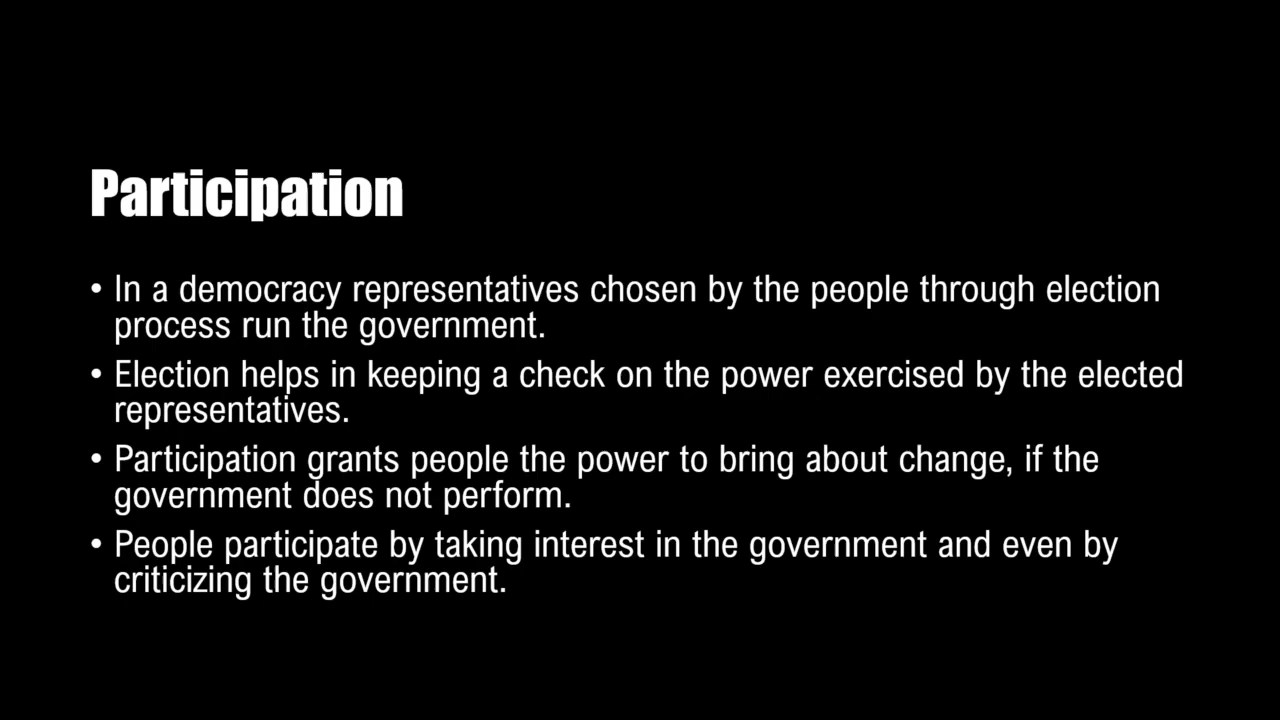 Participation
• In a democracy representatives chosen by the people through election
process run the government.
• Election helps in keeping a check on the power exercised by the elected
representatives.
• Participation grants people the power to bring about change, if the
government does not perform.
• People participate by taking interest in the government and even by
criticizing the government.